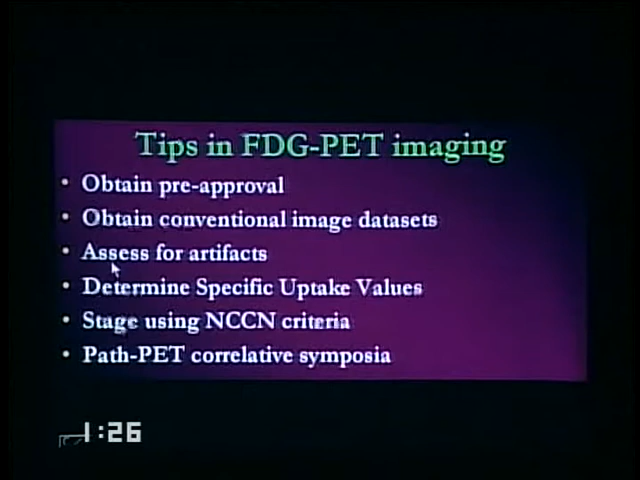 Tips in FDG-PET imaging
• Obtain pre-approval
• Obtain conventional image datasets
• Assess for artifacts
• Determine Specific Uptake Values
• Stage using NCCN criteria
• Path-PET correlative symposia
1:26